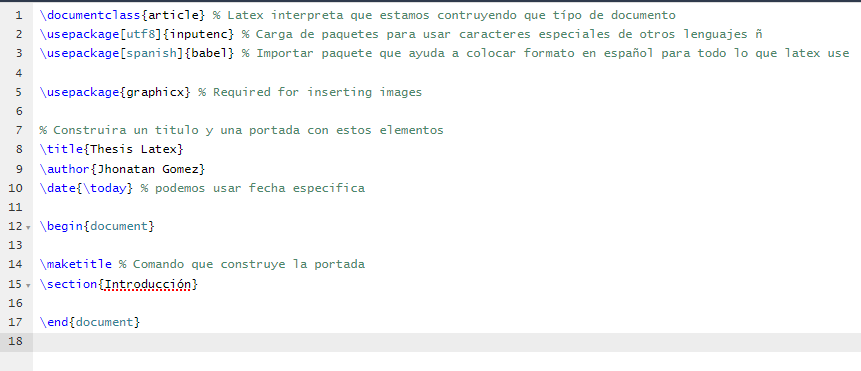 1 \documentclass{article} % Latex interpreta que estamos contruyendo que tipo de documento
2 \usepackage[utf8]{inputenc} % Carga de paquetes para usar caracteres especiales de otros lenguajes ñ
3 \usepackage[spanish]{babel} % Importar paquete que ayuda a colocar formato en español para todo lo que latex use
4
5 \usepackage{graphicx} % Required for inserting images
6
7 % Construira un titulo y una portada con estos elementos
8 \title{Thesis Latex}
9 \author{Jhonatan Gomez}
10 \date{\today} % podemos usar fecha especifica
11
12 \begin{document}
13
14 \maketitle % Comando que construye la portada
15 \section{Introducción}
16
17 \end{document}
18